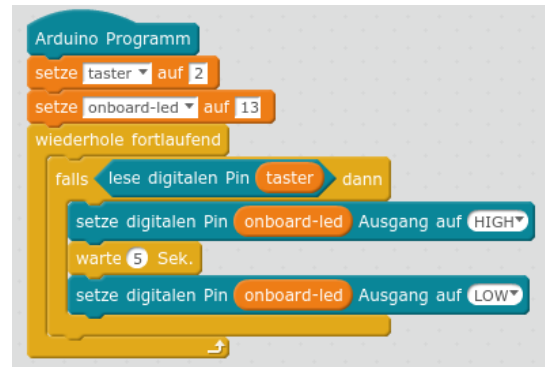 Arduino Programm
setze taster auf 2
setze onboard-led auf 13
wiederhole fortlaufend
falls lese digitalen Pin taster dann
setze digitalen Pin onboard-led Ausgang auf HIGH
warte 5 Sek.
setze digitalen Pin onboard-led Ausgang auf LOW